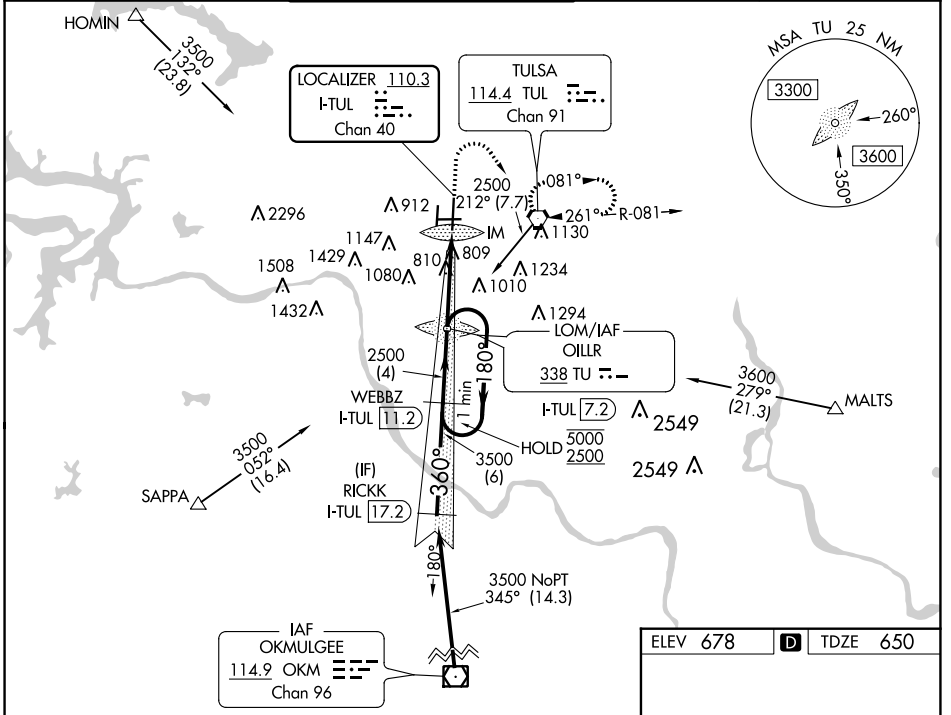 HOMIN
3500
132°
(23.8)
LOCALIZER 110.3
I-TUL
Chan 40
TULSA
114.4 TUL
Chan 91
MSA TU 25 NM
3300
260°
3600
350°
2500
212° (7.7)
081°
261°
R-081
2296
912
IM
1130
1147
1429
1080
810
809
1234
1010
1508
1432
1294
LOM/IAF
OILLR
338 TU
2500
(4)
180°
1 min
WEBBZ
I-TUL 11.2
I-TUL 7.2
HOLD 5000
2500
2549
2549
3600
279°
(21.3)
MALTS
3500
052°
(16.4)
SAPPA
3500
(6)
360°
(IF)
RICKK
I-TUL 17.2
180°
3500 NoPT
345° (14.3)
IAF
OKMULGEE
114.9 OKM
Chan 96
ELEV 678 D TDZE 650